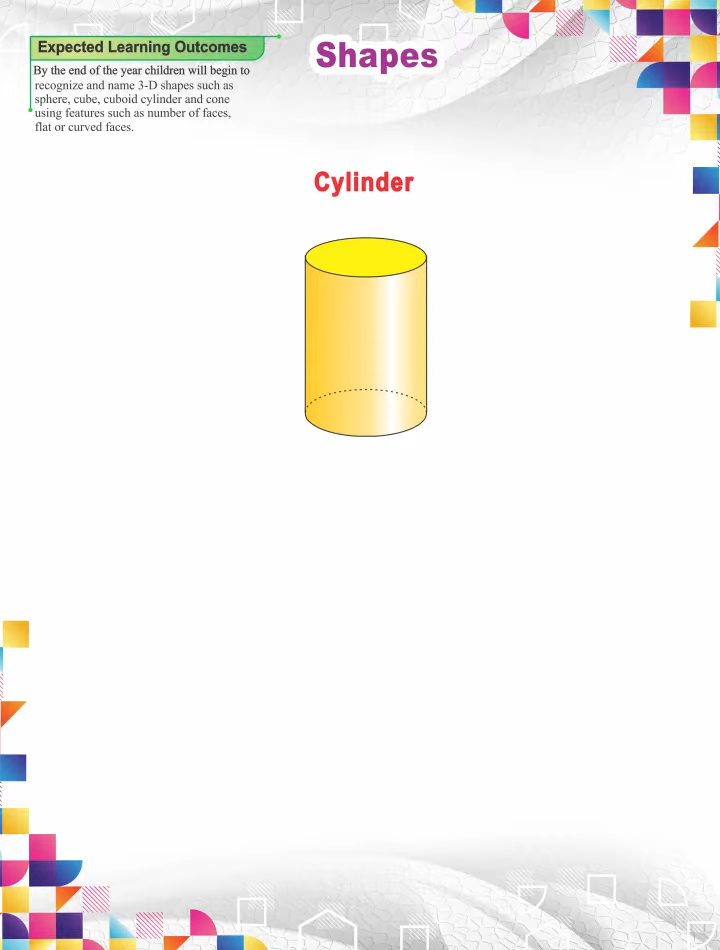 Shapes
Expected Learning Outcomes
By the end of the year children will begin to
recognize and name 3-D shapes such as
sphere, cube, cuboid cylinder and cone
using features such as number of faces,
flat or curved faces.
Cylinder